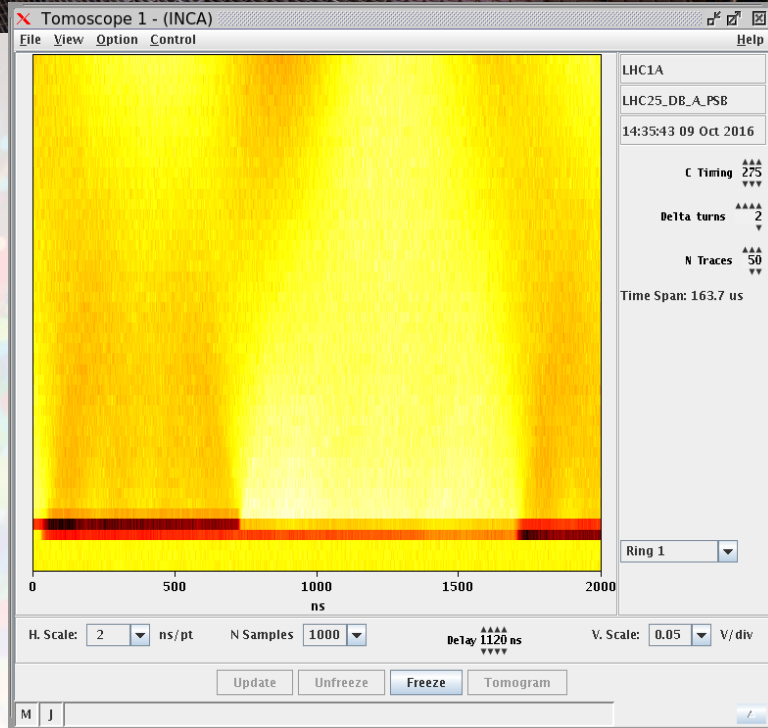 Tomoscope 1 - (INCA)
File View Option Control Help
LHC1A
LHC25_DB_A_PSB
14:35:43 09 Oct 2016
C Timing 275
Delta turns 2
N Traces 50
Time Span: 163.7 us
Ring 1
0 500 1000 1500 2000
ns
H. Scale: 2 ns/pt N Samples 1000 Delay 1120 ns V. Scale: 0.05 V/div
Update Unfreeze Freeze Tomogram
M J